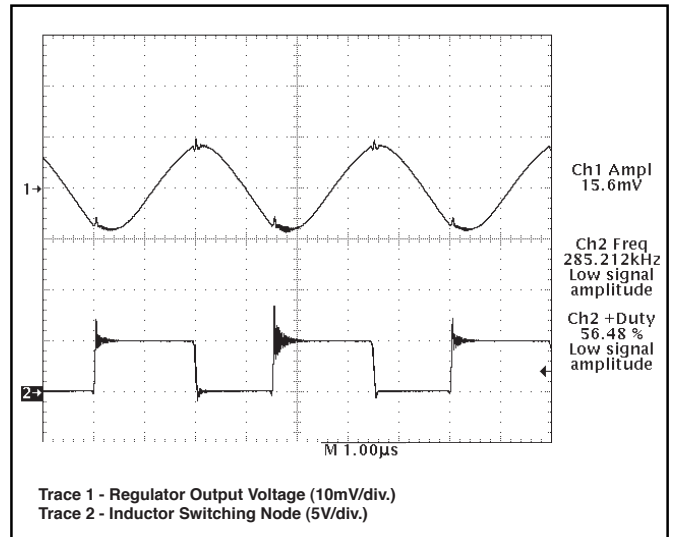 1→
Ch1 Ampl
15.6mV
Ch2 Freq
285.212kHz
Low signal
amplitude
Ch2 +Duty
56.48 %
Low signal
amplitude
2→
M 1.00µs
Trace 1 - Regulator Output Voltage (10mV/div.)
Trace 2 - Inductor Switching Node (5V/div.)